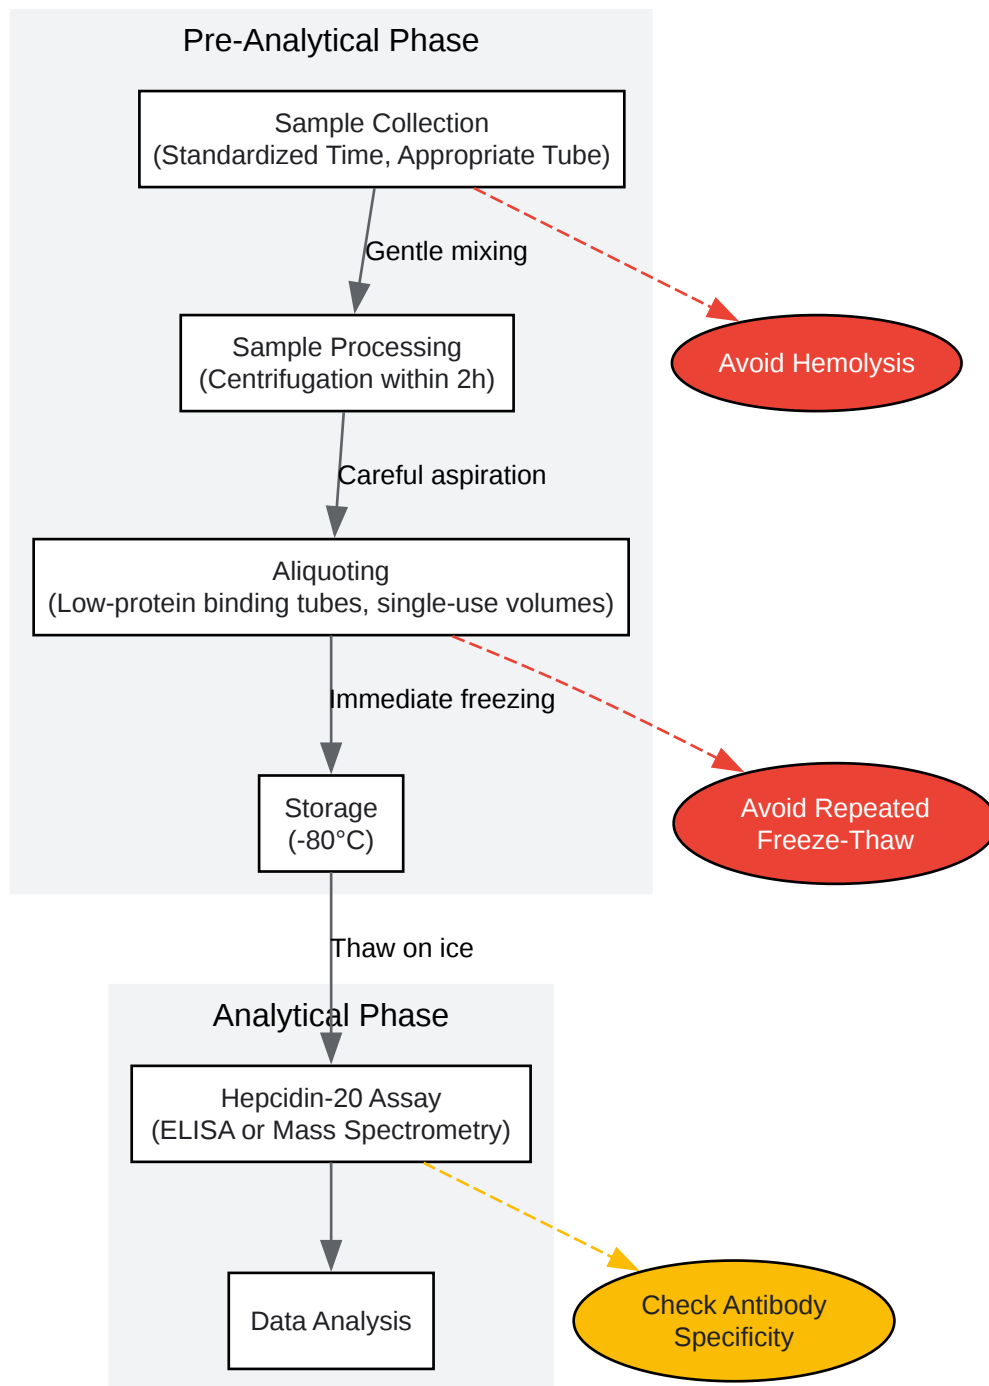 Pre-Analytical Phase
Sample Collection
(Standardized Time, Appropriate Tube)
Gentle mixing
Sample Processing
(Centrifugation within 2h)
Avoid Hemolysis
Careful aspiration
Aliquoting
(Low-protein binding tubes, single-use volumes)
Immediate freezing
Storage
(-80°C)
Avoid Repeated
Freeze-Thaw
Thaw on ice
Analytical Phase
Hepcidin-20 Assay
(ELISA or Mass Spectrometry)
Data Analysis
Check Antibody
Specificity